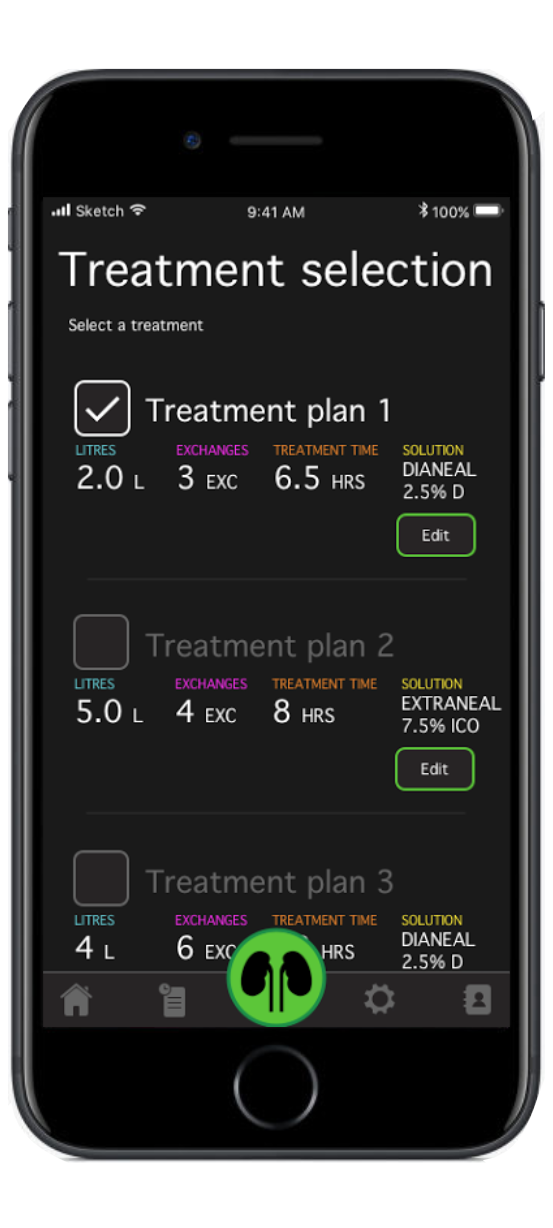 Sketch 9:41 AM 100%
Treatment selection
Select a treatment
Treatment plan 1
LITRES EXCHANGES TREATMENT TIME SOLUTION
2.0 L 3 EXC 6.5 HRS DIANEAL
2.5% D
Edit
Treatment plan 2
LITRES EXCHANGES TREATMENT TIME SOLUTION
5.0 L 4 EXC 8 HRS EXTRANEAL
7.5% ICO
Edit
Treatment plan 3
LITRES EXCHANGES TREATMENT TIME SOLUTION
4 L 6 EXC HRS DIANEAL
2.5% D